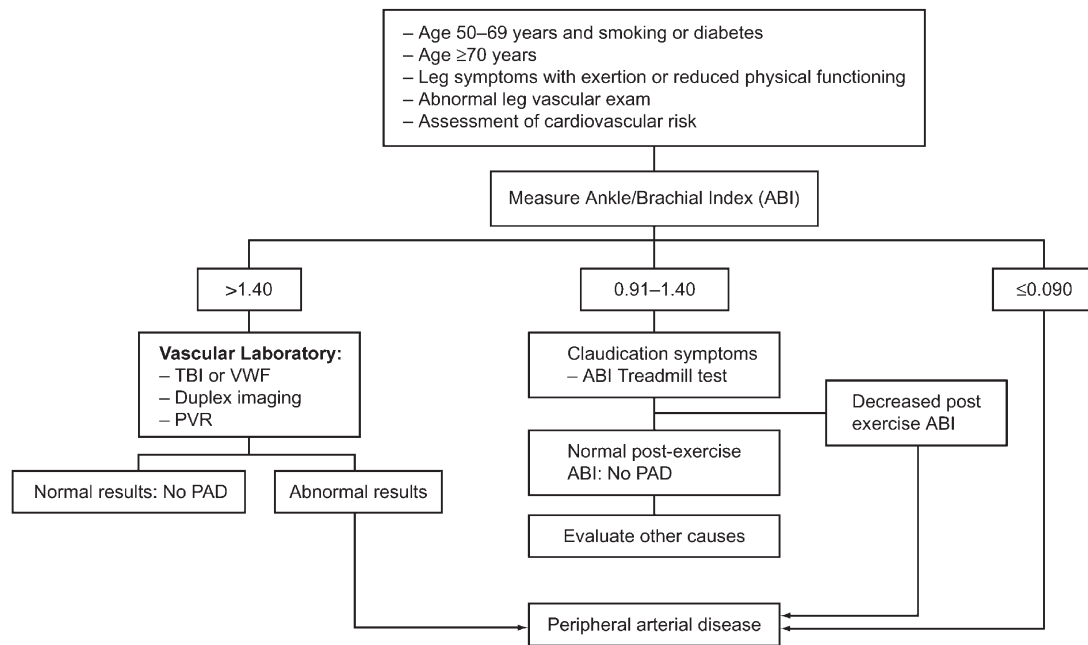 – Age 50–69 years and smoking or diabetes
– Age ≥70 years
– Leg symptoms with exertion or reduced physical functioning
– Abnormal leg vascular exam
– Assessment of cardiovascular risk
Measure Ankle/Brachial Index (ABI)
>1.40
0.91–1.40
≤0.090
Vascular Laboratory:
– TBI or VWF
– Duplex imaging
– PVR
Claudication symptoms
– ABI Treadmill test
Decreased post
exercise ABI
Normal post-exercise
ABI: No PAD
Normal results: No PAD
Abnormal results
Evaluate other causes
Peripheral arterial disease